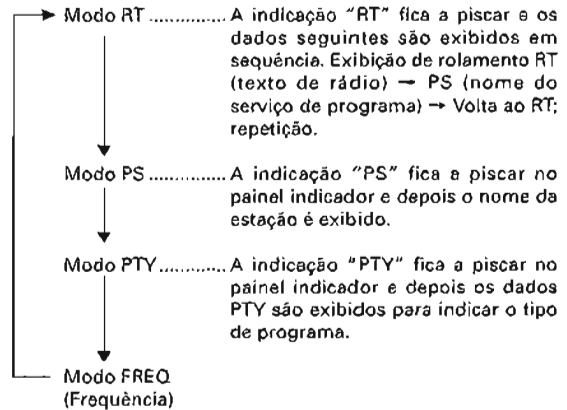 Modo RT .............. A indicação "RT" fica a piscar e os
dados seguintes são exibidos em
sequência. Exibição de rolamento RT
(texto de rádio) → PS (nome do
serviço de programa) → Volta ao RT;
repetição.
Modo PS ............... A indicação "PS" fica a piscar no
painel indicador e depois o nome da
estação é exibido.
Modo PTY ............. A indicação "PTY" fica a piscar no
painel indicador e depois os dados
PTY são exibidos para indicar o tipo
de programa.
Modo FREQ
(Frequência)